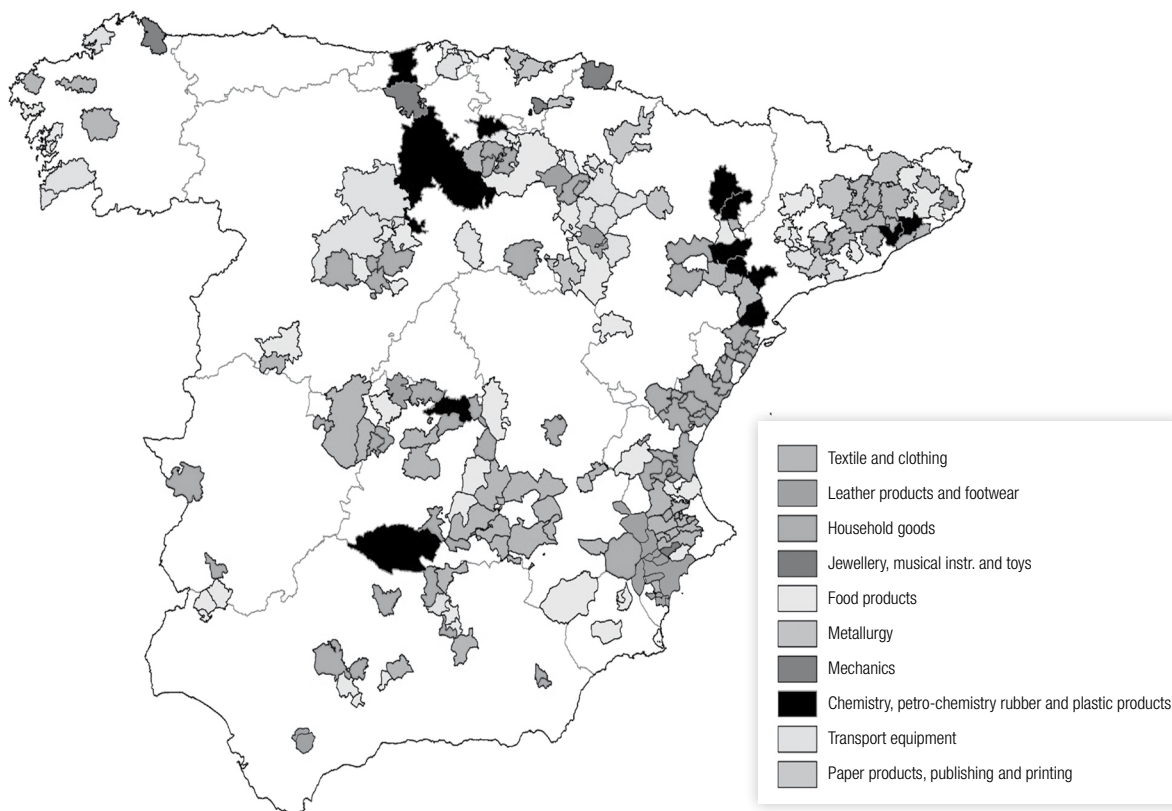 Textile and clothing
Leather products and footwear
Household goods
Jewellery, musical instr. and toys
Food products
Metallurgy
Mechanics
Chemistry, petro-chemistry rubber and plastic products
Transport equipment
Paper products, publishing and printing